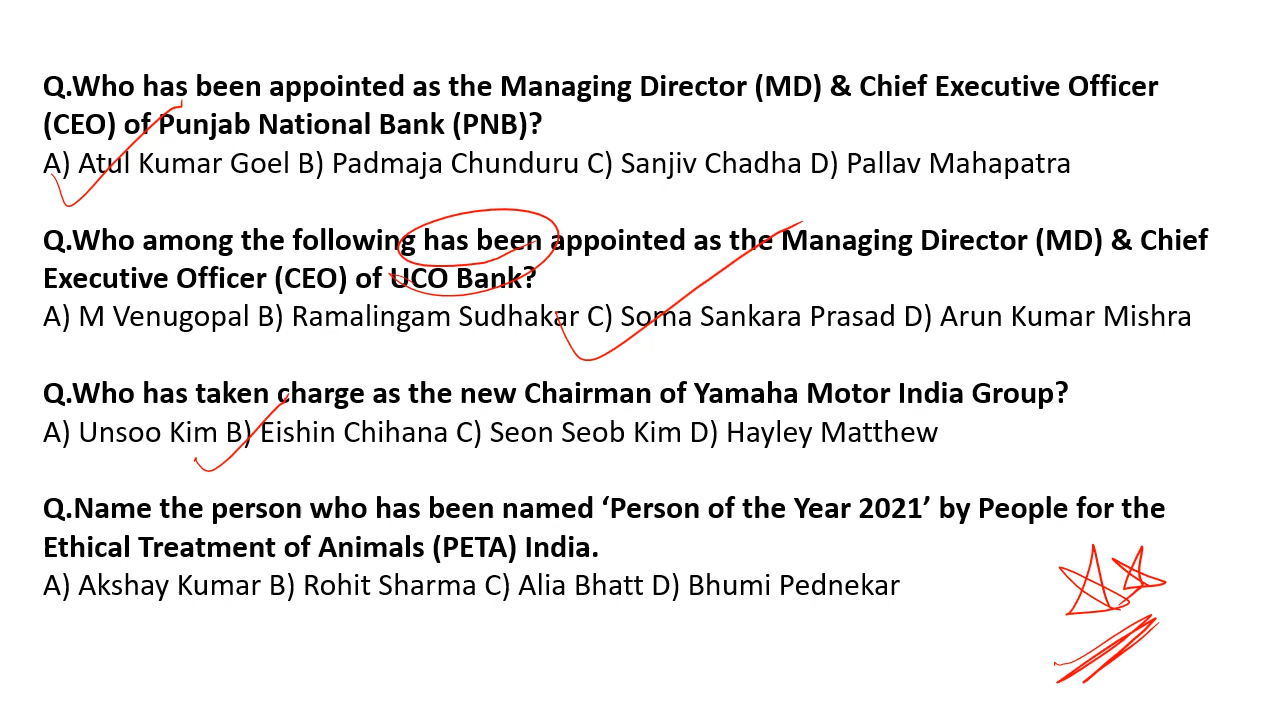 Q.Who has been appointed as the Managing Director (MD) & Chief Executive Officer
(CEO) of Punjab National Bank (PNB)?
A) Atul Kumar Goel B) Padmaja Chunduru C) Sanjiv Chadha D) Pallav Mahapatra
Q.Who among the following has been appointed as the Managing Director (MD) & Chief
Executive Officer (CEO) of UCO Bank?
A) M Venugopal B) Ramalingam Sudhakar C) Soma Sankara Prasad D) Arun Kumar Mishra
Q.Who has taken charge as the new Chairman of Yamaha Motor India Group?
A) Unsoo Kim B) Eishin Chihana C) Seon Seob Kim D) Hayley Matthew
Q.Name the person who has been named ‘Person of the Year 2021’ by People for the
Ethical Treatment of Animals (PETA) India.
A) Akshay Kumar B) Rohit Sharma C) Alia Bhatt D) Bhumi Pednekar